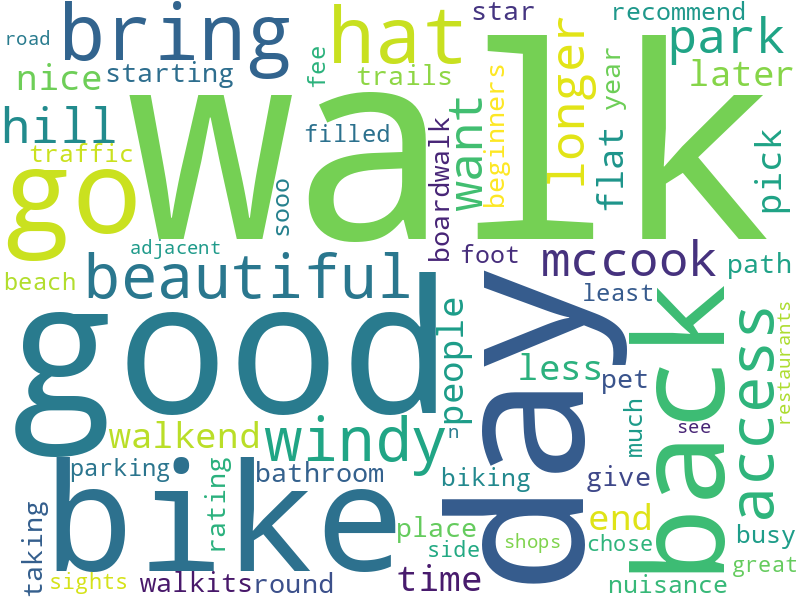 road
bring
hat
star
recommend
park
nice
starting
fee
trails
longer
year
later
hill
walk
filled
want
beginners
flat
pick
traffic
go
sooo
boardwalk
adjacent
beach
beautiful
foot
mccook
path
good
people
day
least
back
access
restaurants
less
pet
much
see
walkend
windy
n
parking
bike
rating
bathroom
biking
give
taking
place
side
shops
end
chose
busy
great
sights
walkits
round
time
nuisance